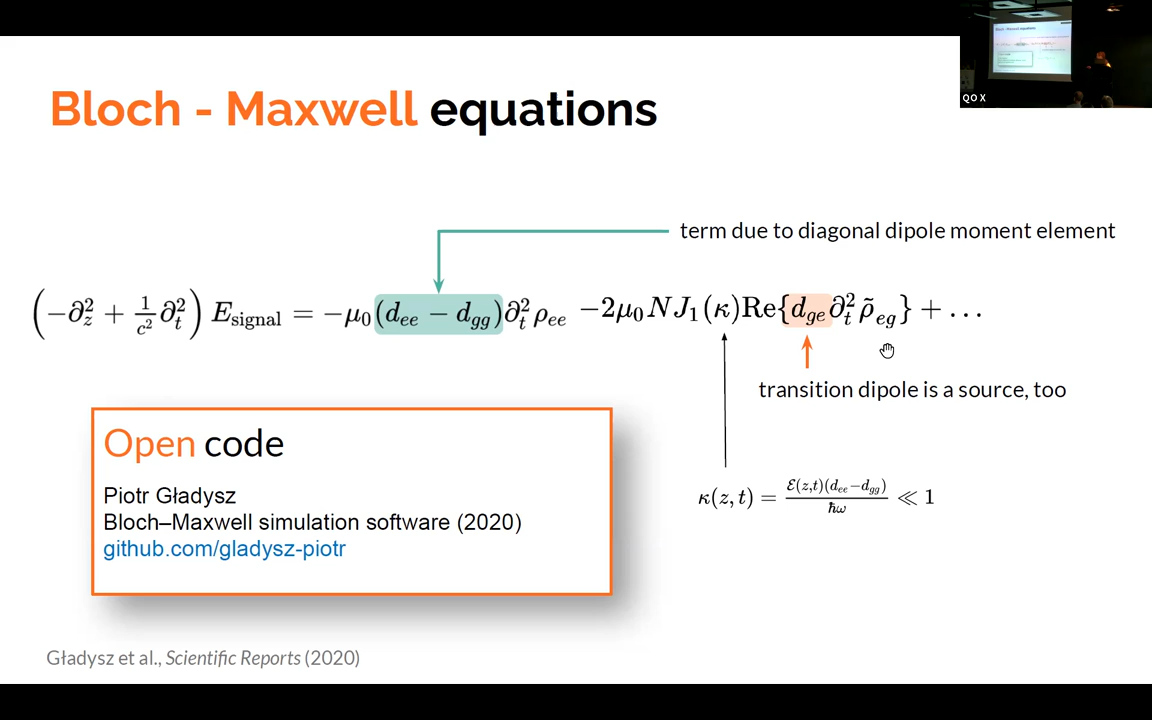 Bloch - Maxwell equations
QO X
term due to diagonal dipole moment element
(−∂²_z + 1/c² ∂²_t) E_signal = −μ₀(d_ee − d_gg)∂²_t ρ_ee −2μ₀NJ₁(κ)Re{d_ge ∂²_t ρ̃_eg} + ...
transition dipole is a source, too
Open code
Piotr Gładysz
Bloch–Maxwell simulation software (2020)
github.com/gladysz-piotr
κ(z,t) = ℰ(z,t)(d_ee−d_gg)/ħω ≪ 1
Gładysz et al., Scientific Reports (2020)